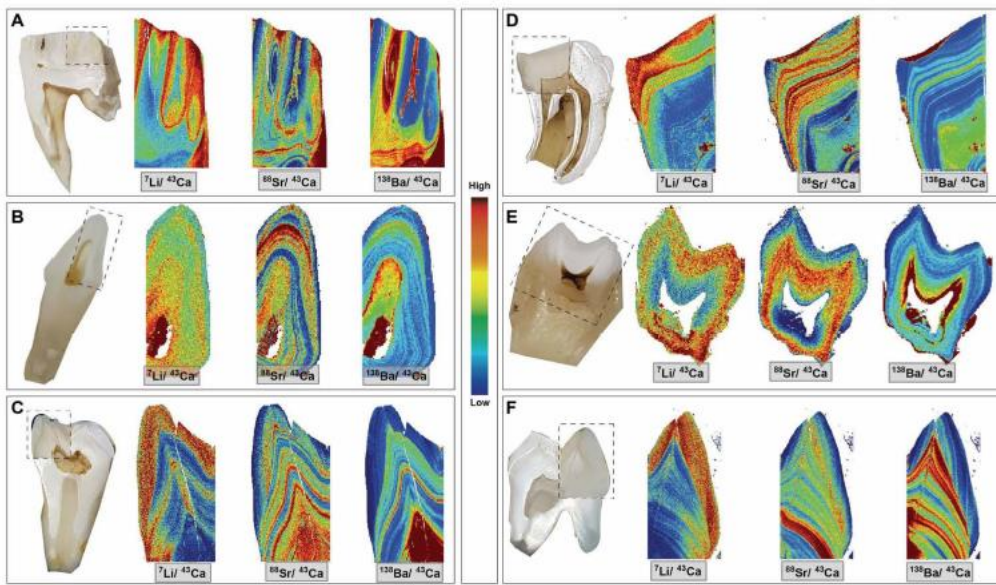 A
⁷Li/ ⁴³Ca
⁸⁸Sr/ ⁴³Ca
¹³⁸Ba/ ⁴³Ca
B
⁷Li/ ⁴³Ca
⁸⁸Sr/ ⁴³Ca
¹³⁸Ba/ ⁴³Ca
C
⁷Li/ ⁴³Ca
⁸⁸Sr/ ⁴³Ca
¹³⁸Ba/ ⁴³Ca
High
Low
D
⁷Li/ ⁴³Ca
⁸⁸Sr/ ⁴³Ca
¹³⁸Ba/ ⁴³Ca
E
⁷Li/ ⁴³Ca
⁸⁸Sr/ ⁴³Ca
¹³⁸Ba/ ⁴³Ca
F
⁷Li/ ⁴³Ca
⁸⁸Sr/ ⁴³Ca
¹³⁸Ba/ ⁴³Ca